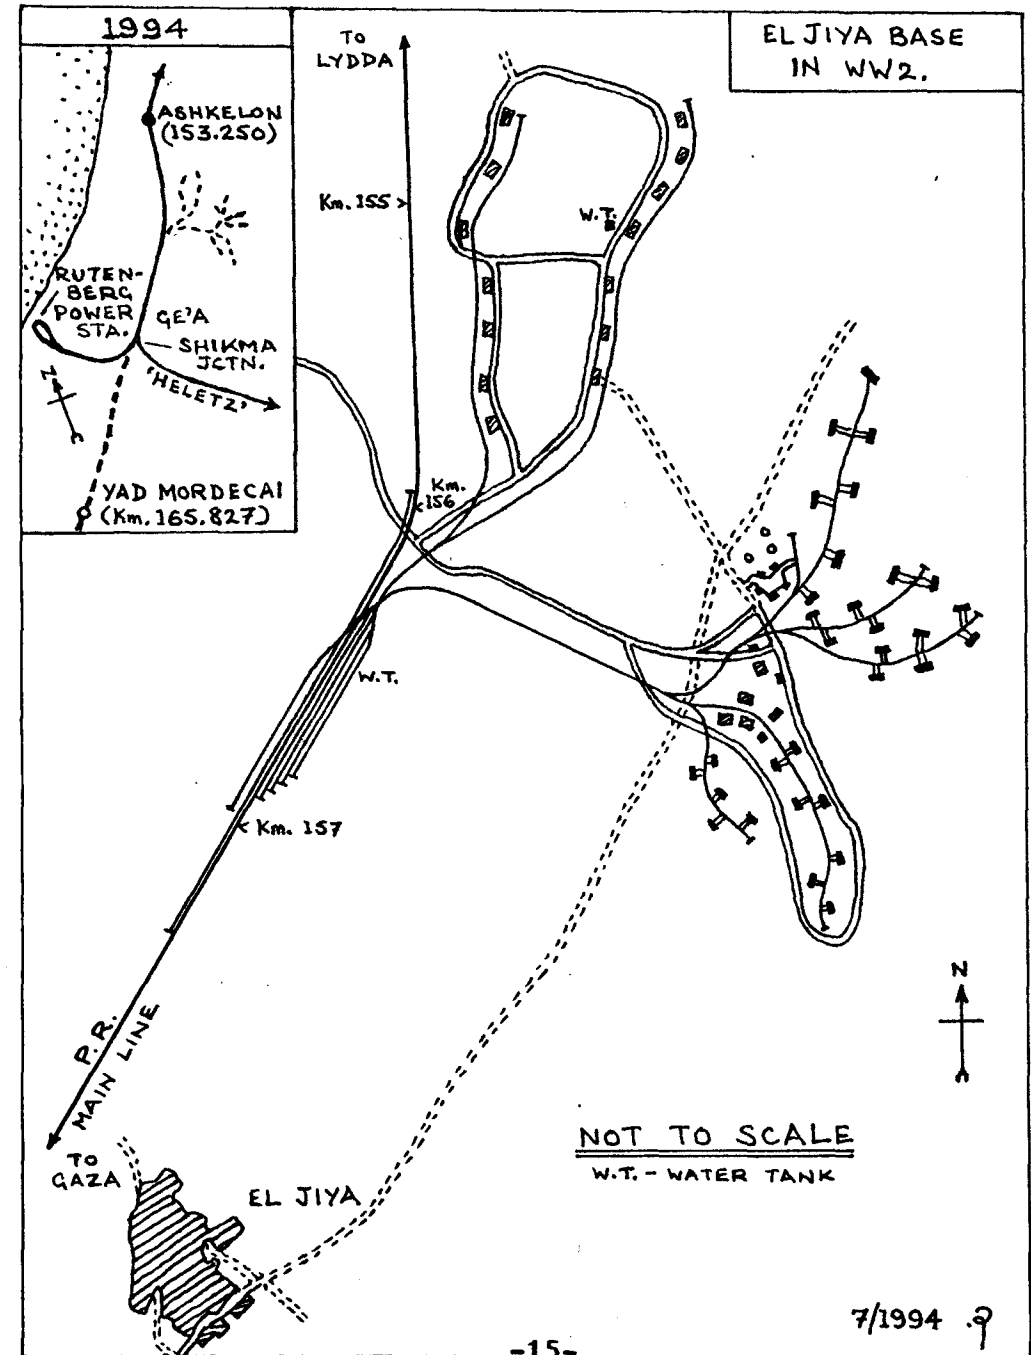 1994
ASHKELON
(153.250)
RUTEN-
BERG
POWER
STA.
GE'A
SHIKMA
JCTN.
'HELETZ'
N
YAD MORDECAI
(Km. 165.827)
TO
LYDDA
EL JIYA BASE
IN WW2.
Km. 155
W.T.
Km.
156
W.T.
Km. 157
P.R.
MAIN LINE
TO
GAZA
EL JIYA
N
NOT TO SCALE
W.T. - WATER TANK
7/1994
-15-